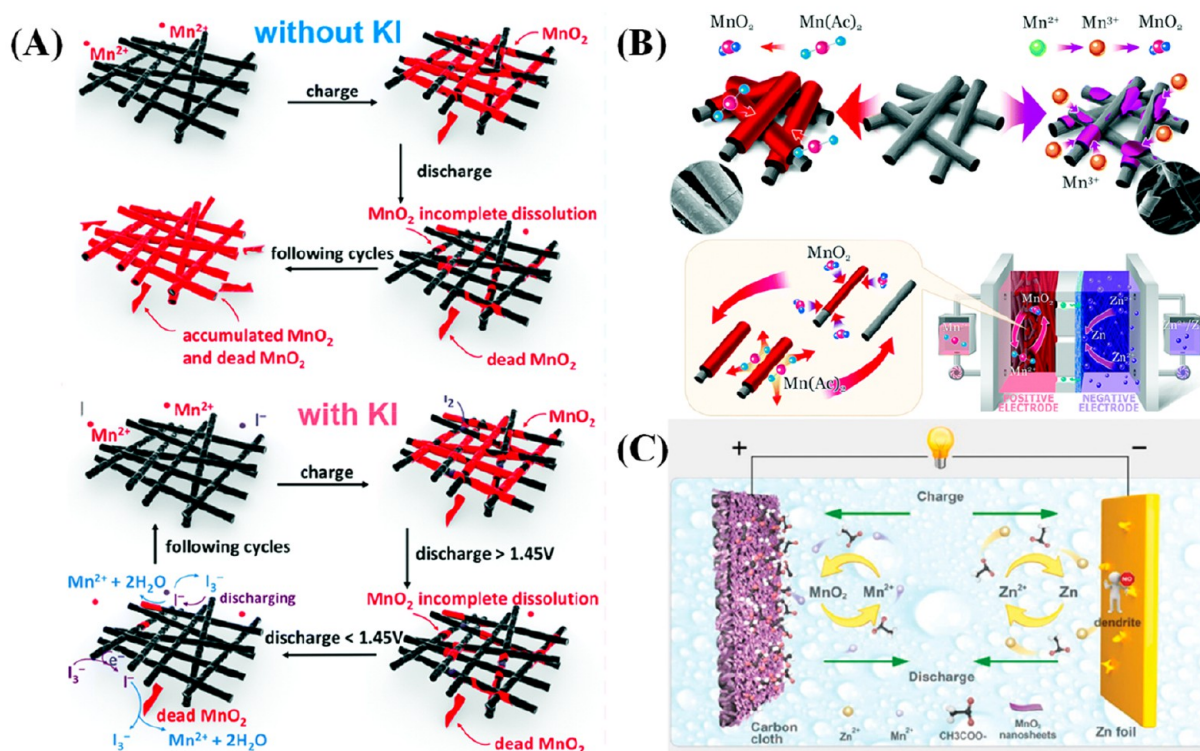 (A)
without KI
Mn²⁺
Mn²⁺
charge
MnO₂
discharge
MnO₂ incomplete dissolution
following cycles
accumulated MnO₂
and dead MnO₂
dead MnO₂
with KI
Mn²⁺
Mn²⁺
I⁻
charge
I₂
MnO₂
following cycles
discharge > 1.45V
Mn²⁺ + 2H₂O
I₃⁻
I⁻
discharging
MnO₂ incomplete dissolution
discharge < 1.45V
I₃⁻
e⁻
I⁻
dead MnO₂
I₃⁻
Mn²⁺ + 2H₂O
dead MnO₂
(B)
MnO₂
Mn(Ac)₂
Mn²⁺
Mn³⁺
MnO₂
Mn³⁺
MnO₂
Mn(Ac)₂
MnO₂
Mn²⁺
Zn
POSITIVE
ELECTRODE
NEGATIVE
ELECTRODE
(C)
+
−
Charge
MnO₂
Mn²⁺
Zn²⁺
Zn
NO
dendrite
Discharge
Carbon
cloth
Zn²⁺
Mn²⁺
CH3COO-
MnO₂
nanosheets
Zn foil